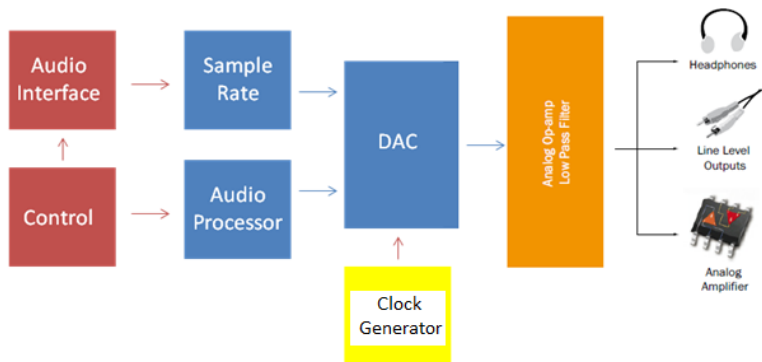 Audio
Interface
Sample
Rate
DAC
Analog Op-amp
Low Pass Filter
Headphones
Line Level
Outputs
Control
Audio
Processor
Analog
Amplifier
Clock
Generator